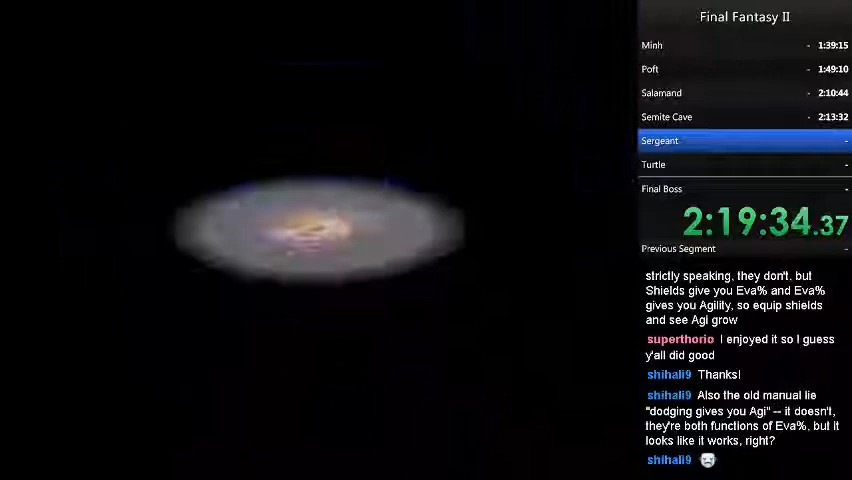 Final Fantasy II
Minh - 1:39:15
Poft - 1:49:10
Salamand - 2:10:44
Semite Cave - 2:13:32
Sergeant -
Turtle -
Final Boss -
2:19:34.37
Previous Segment -
strictly speaking, they don't, but
Shields give you Eva% and Eva%
gives you Agility, so equip shields
and see Agi grow
superthorio I enjoyed it so I guess
y'all did good
shihali9 Thanks!
shihali9 Also the old manual lie
"dodging gives you Agi" -- it doesn't,
they're both functions of Eva%, but it
looks like it works, right?
shihali9